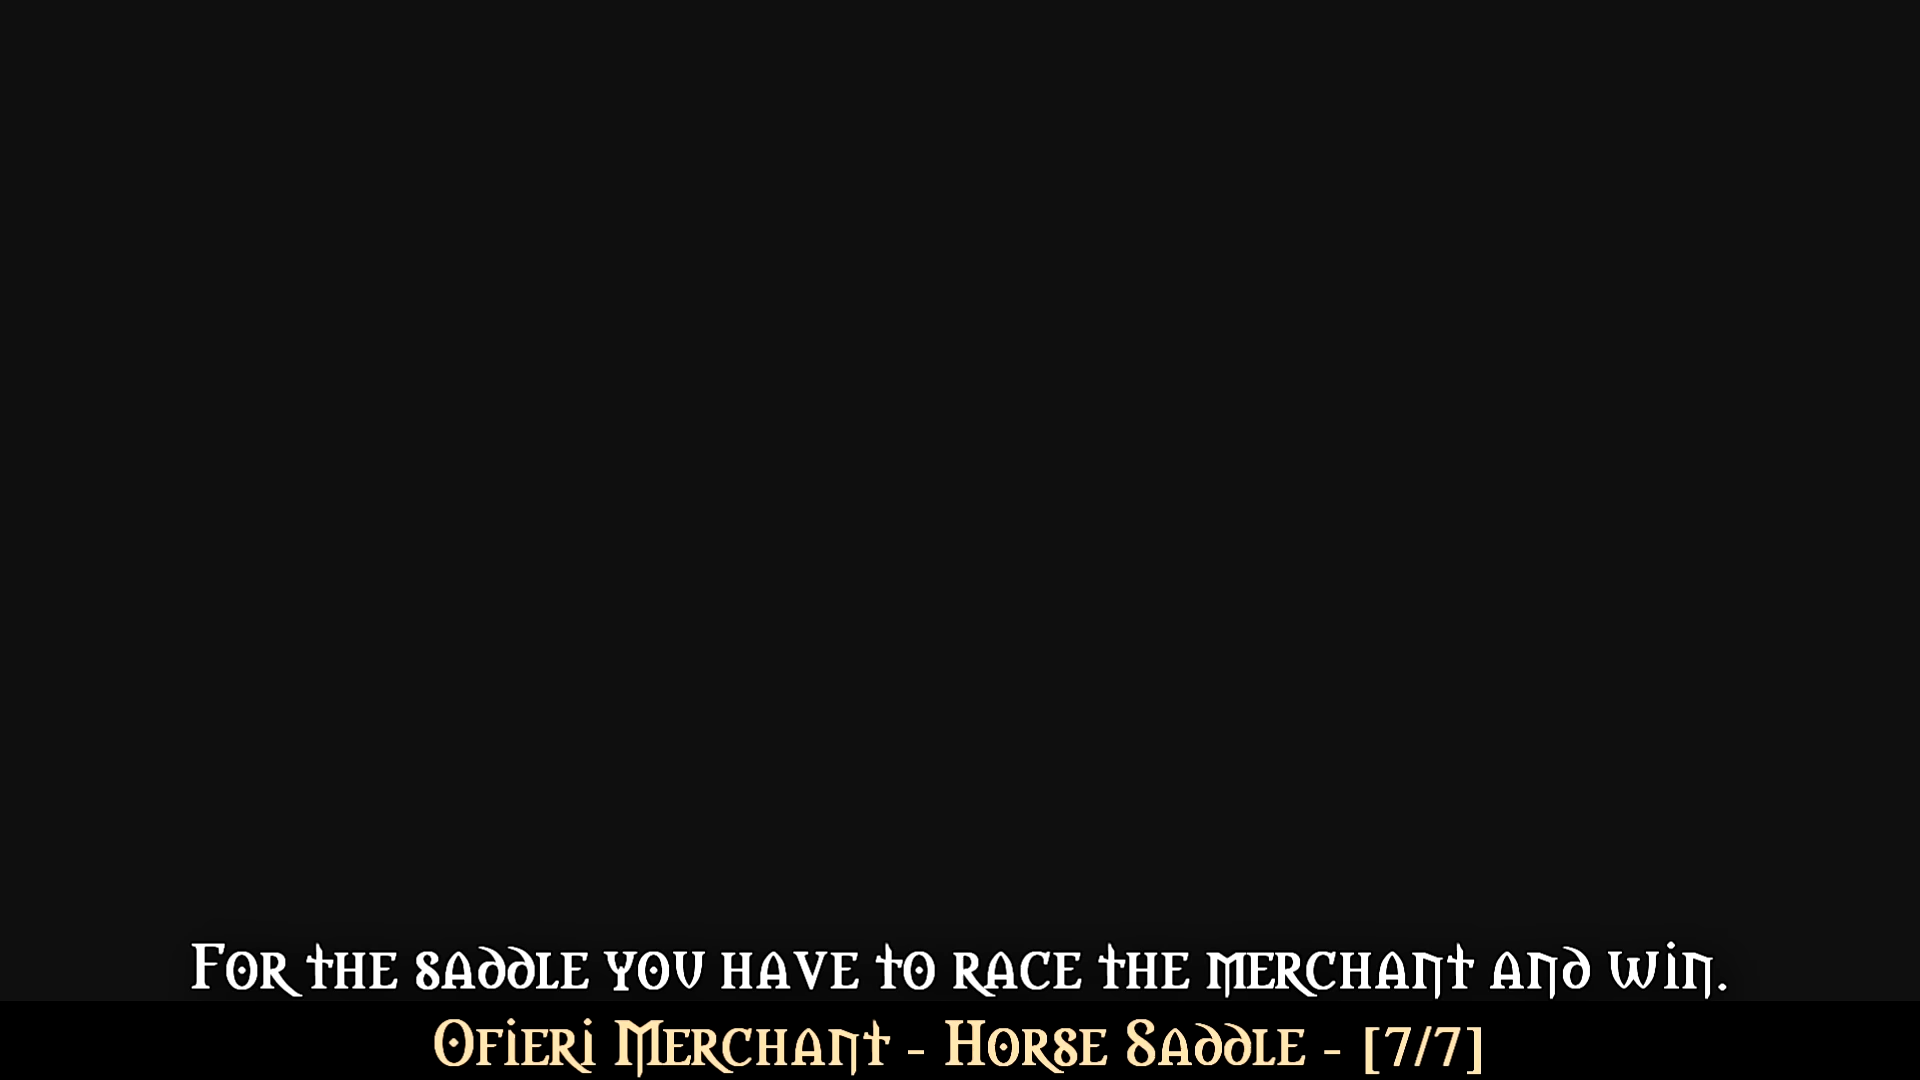 For the saddle you have to race the merchant and win.
Ofieri Merchant - Horse Saddle - [7/7]